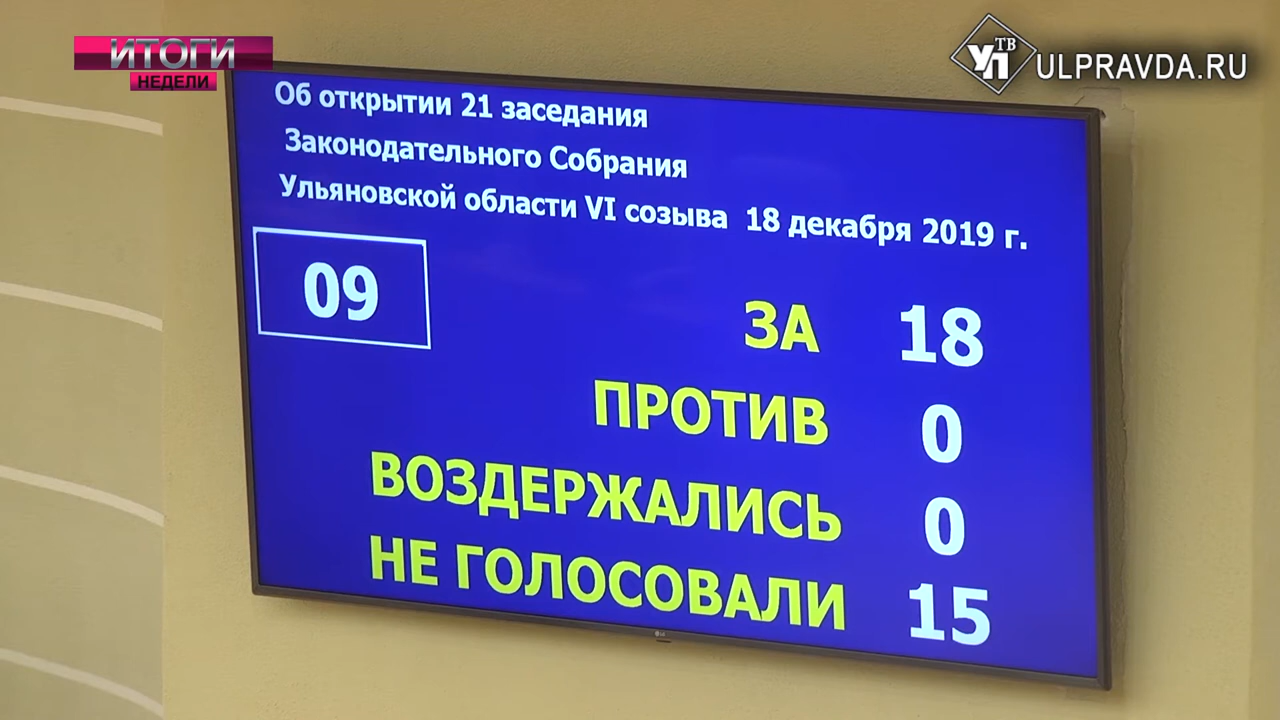 ИТОГИ
НЕДЕЛИ
УП ТВ ULPRAVDA.RU
Об открытии 21 заседания
Законодательного Собрания
Ульяновской области VI созыва 18 декабря 2019 г.
09
ЗА 18
ПРОТИВ 0
ВОЗДЕРЖАЛИСЬ 0
НЕ ГОЛОСОВАЛИ 15
LG